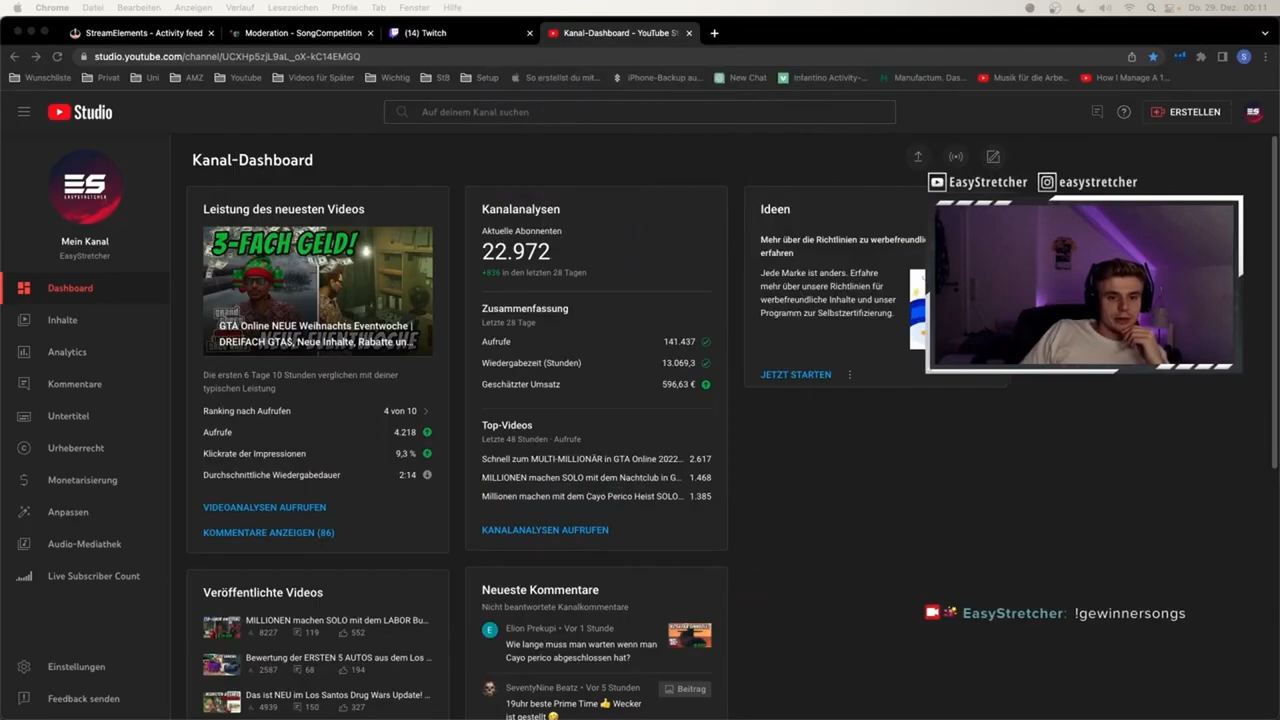 Chrome Datei Bearbeiten Anzeigen Verlauf Lesezeichen Profile Tab Fenster Hilfe Do. 29. Dez. 00:11
StreamElements - Activity feed Moderation - SongCompetition (14) Twitch Kanal-Dashboard - YouTube St
studio.youtube.com/channel/UCXHp5zjL9aL_oX-kC14EMGQ
Wunschliste Privat Uni AMZ Youtube Videos für Später Wichtig StB Setup So erstellst du mit... iPhone-Backup au... New Chat Infantino Activity-... Manufactum. Das... Musik für die Arbe... How I Manage A 1...
Studio
Auf deinem Kanal suchen
ERSTELLEN
ES
EASYSTRETCHER
Mein Kanal
EasyStretcher
Dashboard
Inhalte
Analytics
Kommentare
Untertitel
Urheberrecht
Monetarisierung
Anpassen
Audio-Mediathek
Live Subscriber Count
Einstellungen
Feedback senden
Kanal-Dashboard
Leistung des neuesten Videos
3-FACH GELD!
GTA Online NEUE Weihnachts Eventwoche |
DREIFACH GTA$, Neue Inhalte, Rabatte un...
NEUE EVENTWOCHE
Die ersten 6 Tage 10 Stunden verglichen mit deiner
typischen Leistung
Ranking nach Aufrufen 4 von 10
Aufrufe 4.218
Klickrate der Impressionen 9,3 %
Durchschnittliche Wiedergabedauer 2:14
VIDEOANALYSEN AUFRUFEN
KOMMENTARE ANZEIGEN (86)
Veröffentlichte Videos
MILLIONEN machen SOLO mit dem LABOR Bu...
8227 119 552
Bewertung der ERSTEN 5 AUTOS aus dem Los ...
2587 68 194
Das ist NEU im Los Santos Drug Wars Update! ...
4939 150 327
Kanalanalysen
Aktuelle Abonnenten
22.972
+836 in den letzten 28 Tagen
Zusammenfassung
Letzte 28 Tage
Aufrufe 141.437
Wiedergabezeit (Stunden) 13.069,3
Geschätzter Umsatz 596,63 €
Top-Videos
Letzte 48 Stunden · Aufrufe
Schnell zum MULTI-MILLIONÄR in GTA Online 2022... 2.617
MILLIONEN machen SOLO mit dem Nachtclub in G... 1.468
Millionen machen mit dem Cayo Perico Heist SOLO... 1.385
KANALANALYSEN AUFRUFEN
Neueste Kommentare
Nicht beantwortete Kanalkommentare
E Elion Prekupi • Vor 1 Stunde
Wie lange muss man warten wenn man
Cayo perico abgeschlossen hat?
SeventyNine Beatz • Vor 5 Stunden Beitrag
19uhr beste Prime Time 👍 Wecker
ist gestellt 🤣
Ideen
Mehr über die Richtlinien zu werbefreundlic
erfahren
Jede Marke ist anders. Erfahre
mehr über unsere Richtlinien für
werbefreundliche Inhalte und unser
Programm zur Selbstzertifizierung.
JETZT STARTEN
EasyStretcher easystretcher
EasyStretcher: !gewinnersongs